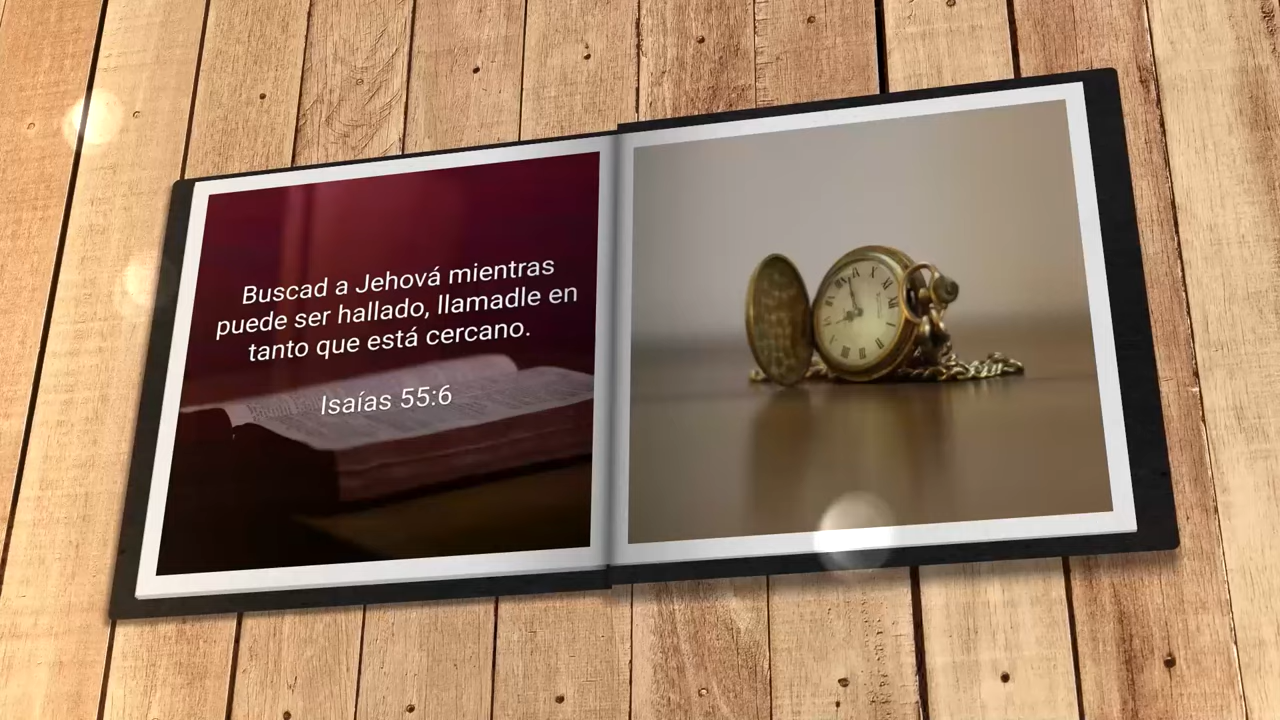 Buscad a Jehová mientras
puede ser hallado, llamadle en
tanto que está cercano.
Isaías 55:6